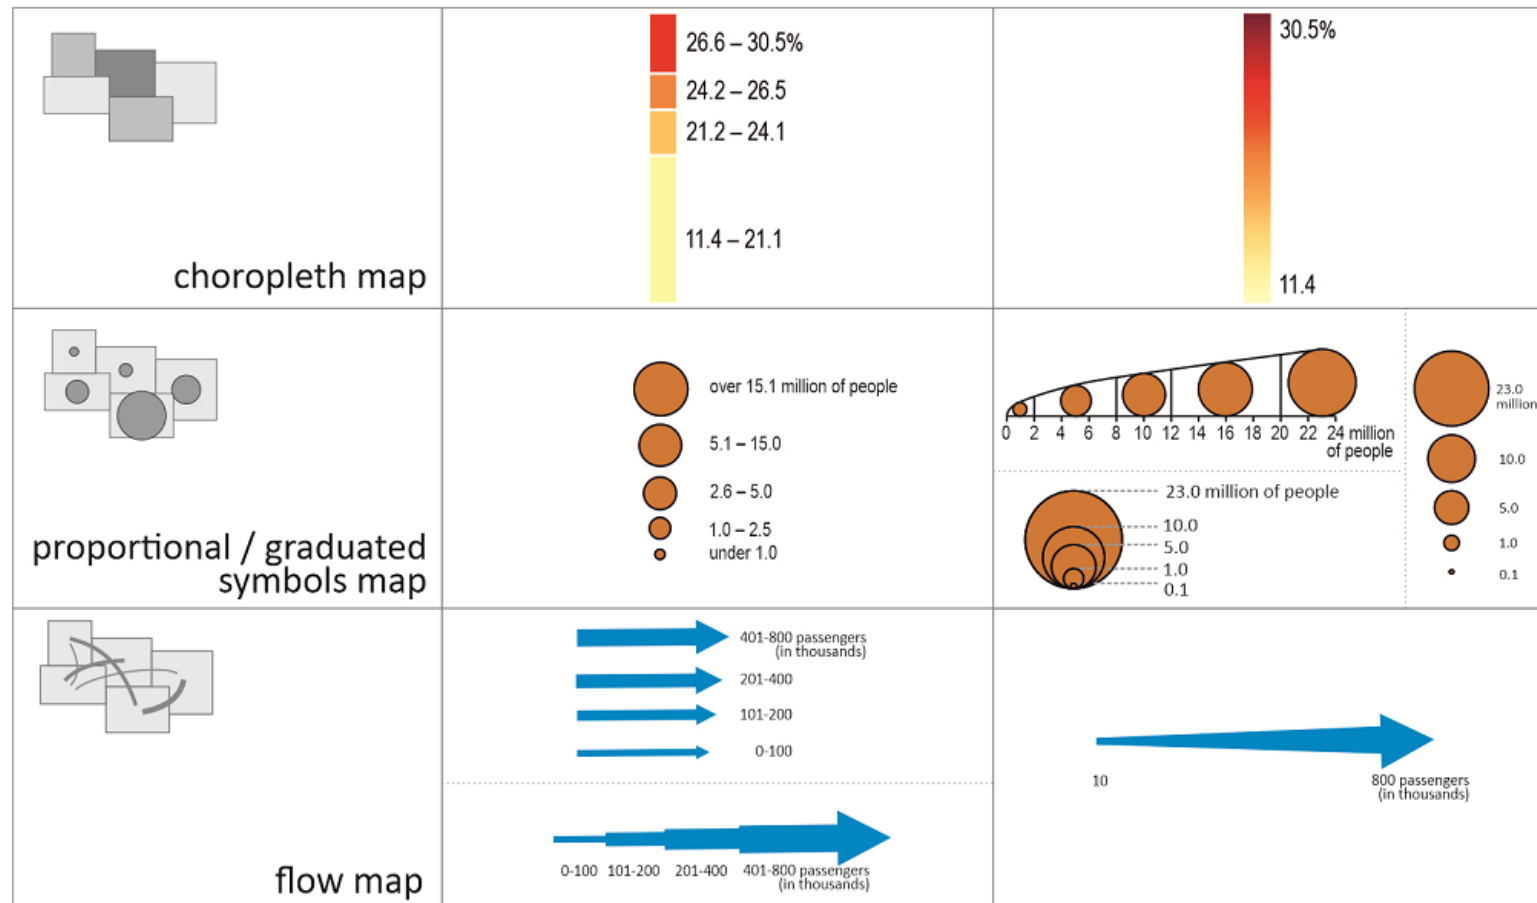 choropleth map
26.6 – 30.5%
24.2 – 26.5
21.2 – 24.1
11.4 – 21.1
30.5%
11.4
proportional / graduated
symbols map
over 15.1 million of people
5.1 – 15.0
2.6 – 5.0
1.0 – 2.5
under 1.0
0 2 4 6 8 10 12 14 16 18 20 22 24 million
of people
23.0 million of people
10.0
5.0
1.0
0.1
23.0
million
10.0
5.0
1.0
0.1
flow map
401-800 passengers
(in thousands)
201-400
101-200
0-100
0-100 101-200 201-400 401-800 passengers
(in thousands)
10 800 passengers
(in thousands)